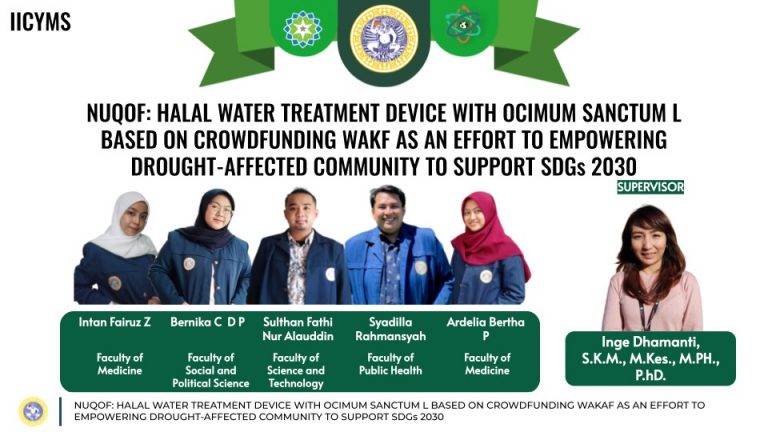 IICYMS
NUQOF: HALAL WATER TREATMENT DEVICE WITH OCIMUM SANCTUM L
BASED ON CROWDFUNDING WAKF AS AN EFFORT TO EMPOWERING
DROUGHT-AFFECTED COMMUNITY TO SUPPORT SDGs 2030
SUPERVISOR
Intan Fairuz Z
Faculty of
Medicine
Bernika C D P
Faculty of
Social and
Political Science
Sulthan Fathi
Nur Alauddin
Faculty of
Science and
Technology
Syadilla
Rahmansyah
Faculty of
Public Health
Ardelia Bertha
P
Faculty of
Medicine
Inge Dhamanti,
S.K.M., M.Kes., M.PH.,
P.hD.
NUQOF: HALAL WATER TREATMENT DEVICE WITH OCIMUM SANCTUM L BASED ON CROWDFUNDING WAKAF AS AN EFFORT TO
EMPOWERING DROUGHT-AFFECTED COMMUNITY TO SUPPORT SDGs 2030